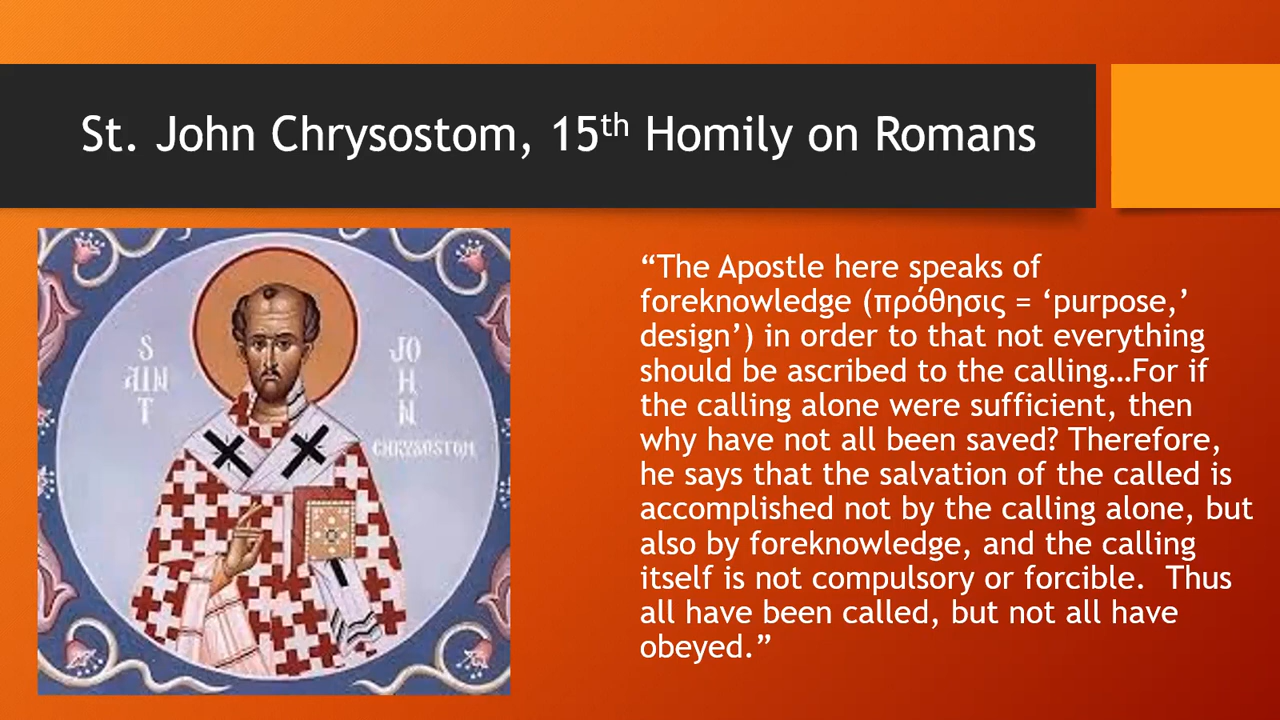 St. John Chrysostom, 15th Homily on Romans
S
AIN
T
JO
H
N
CHRYSOSTOM
“The Apostle here speaks of
foreknowledge (πρόθησις = ‘purpose,’
design’) in order to that not everything
should be ascribed to the calling…For if
the calling alone were sufficient, then
why have not all been saved? Therefore,
he says that the salvation of the called is
accomplished not by the calling alone, but
also by foreknowledge, and the calling
itself is not compulsory or forcible.  Thus
all have been called, but not all have
obeyed.”